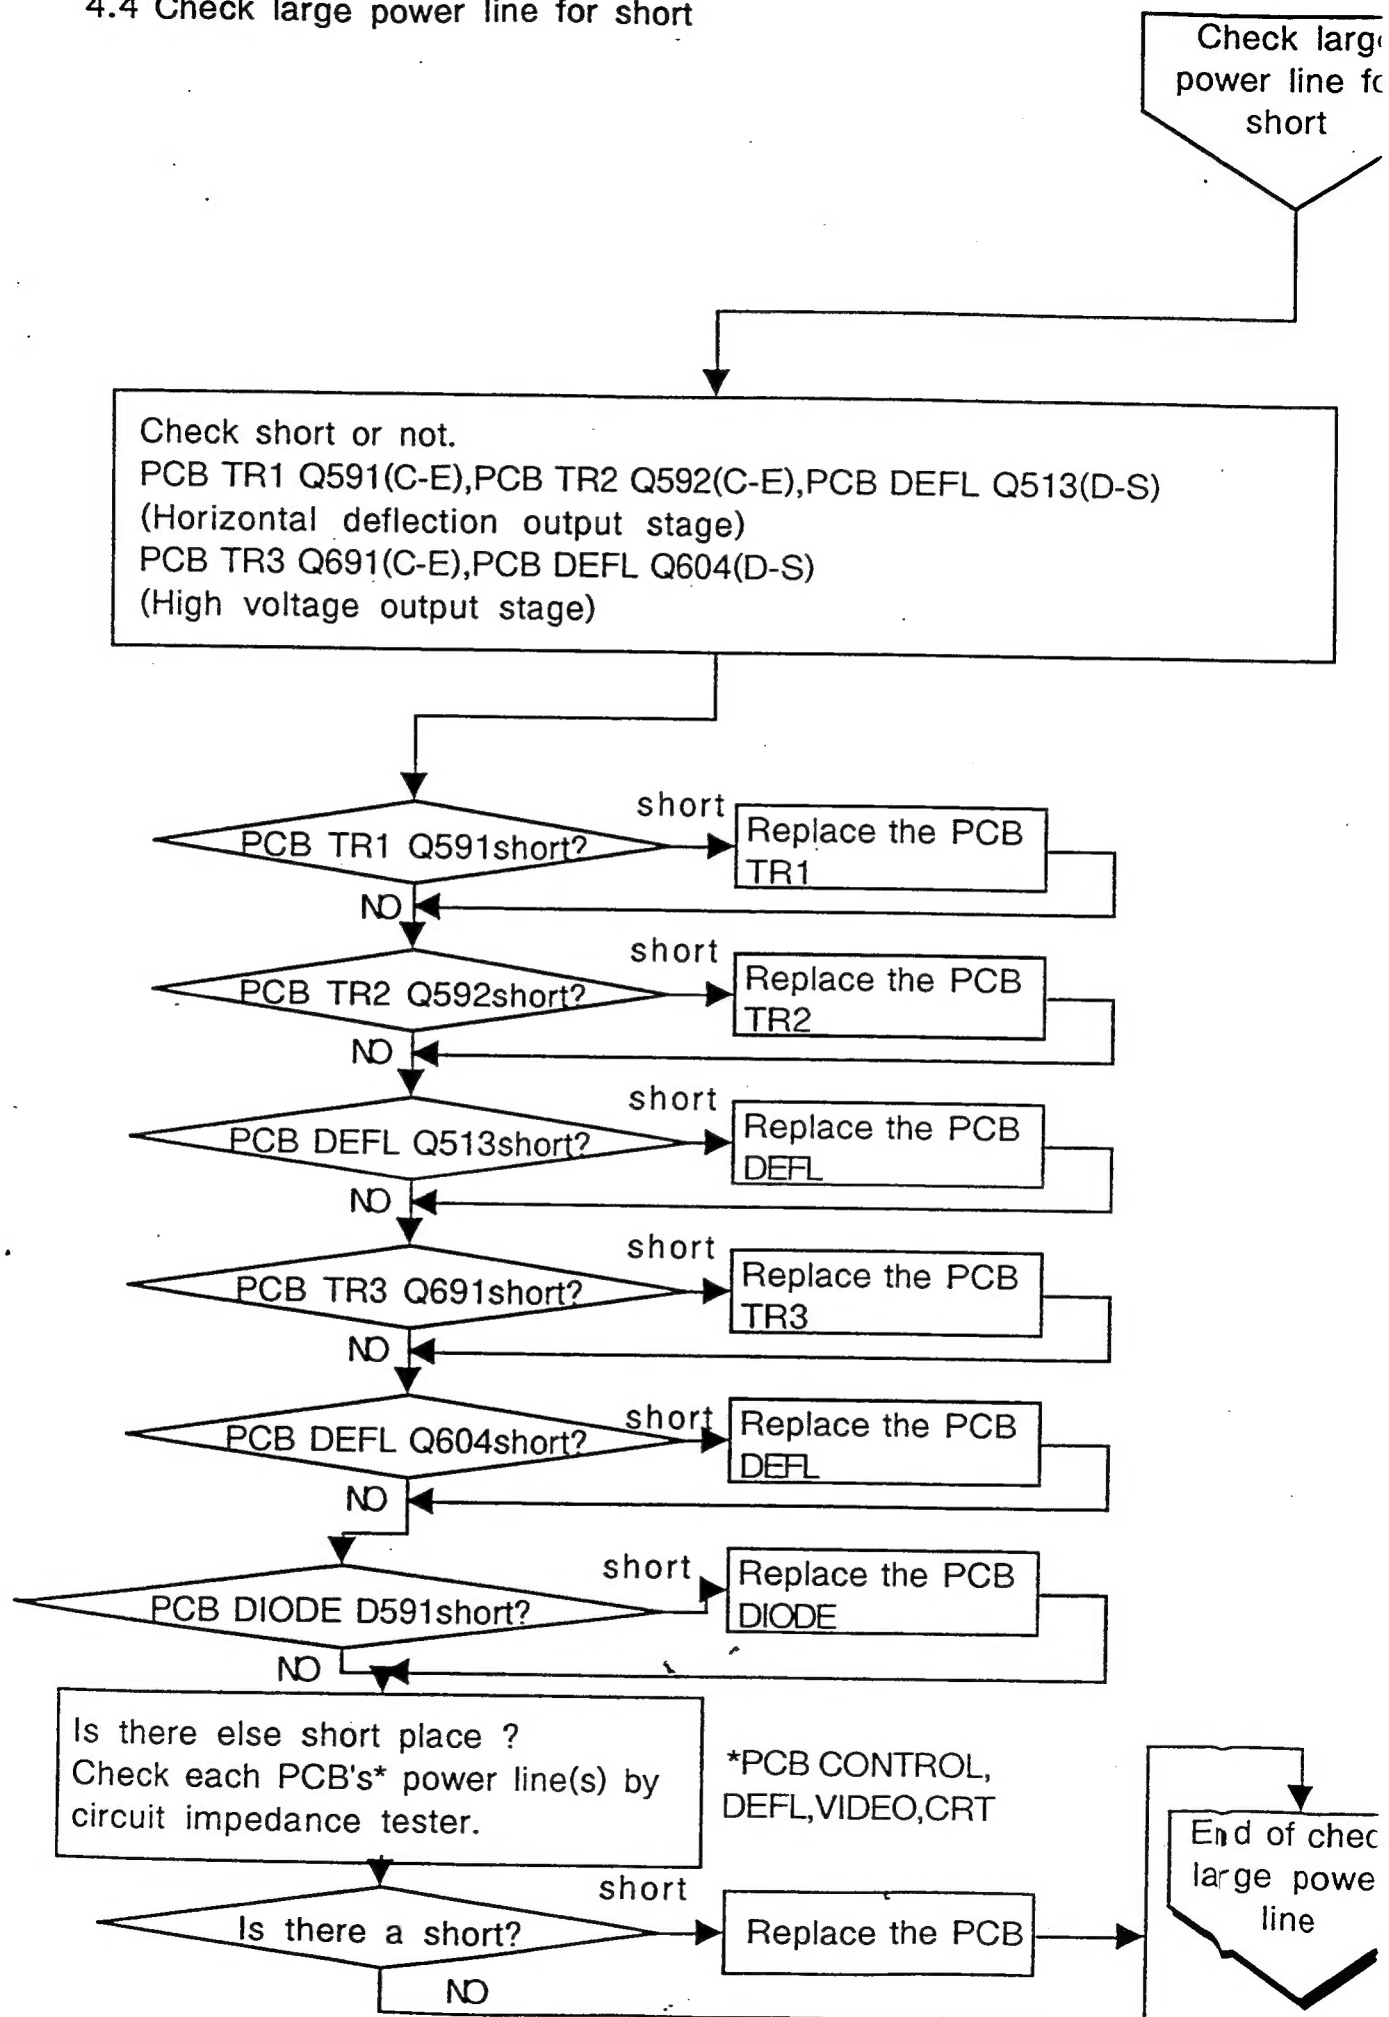 4.4 Check large power line for short
Check larg
power line fo
short
Check short or not.
PCB TR1 Q591(C-E),PCB TR2 Q592(C-E),PCB DEFL Q513(D-S)
(Horizontal deflection output stage)
PCB TR3 Q691(C-E),PCB DEFL Q604(D-S)
(High voltage output stage)
PCB TR1 Q591short?
short
Replace the PCB
TR1
NO
PCB TR2 Q592short?
short
Replace the PCB
TR2
NO
PCB DEFL Q513short?
short
Replace the PCB
DEFL
NO
PCB TR3 Q691short?
short
Replace the PCB
TR3
NO
PCB DEFL Q604short?
short
Replace the PCB
DEFL
NO
PCB DIODE D591short?
short
Replace the PCB
DIODE
NO
Is there else short place ?
Check each PCB's* power line(s) by
circuit impedance tester.
*PCB CONTROL,
DEFL,VIDEO,CRT
Is there a short?
short
Replace the PCB
NO
End of chec
large powe
line